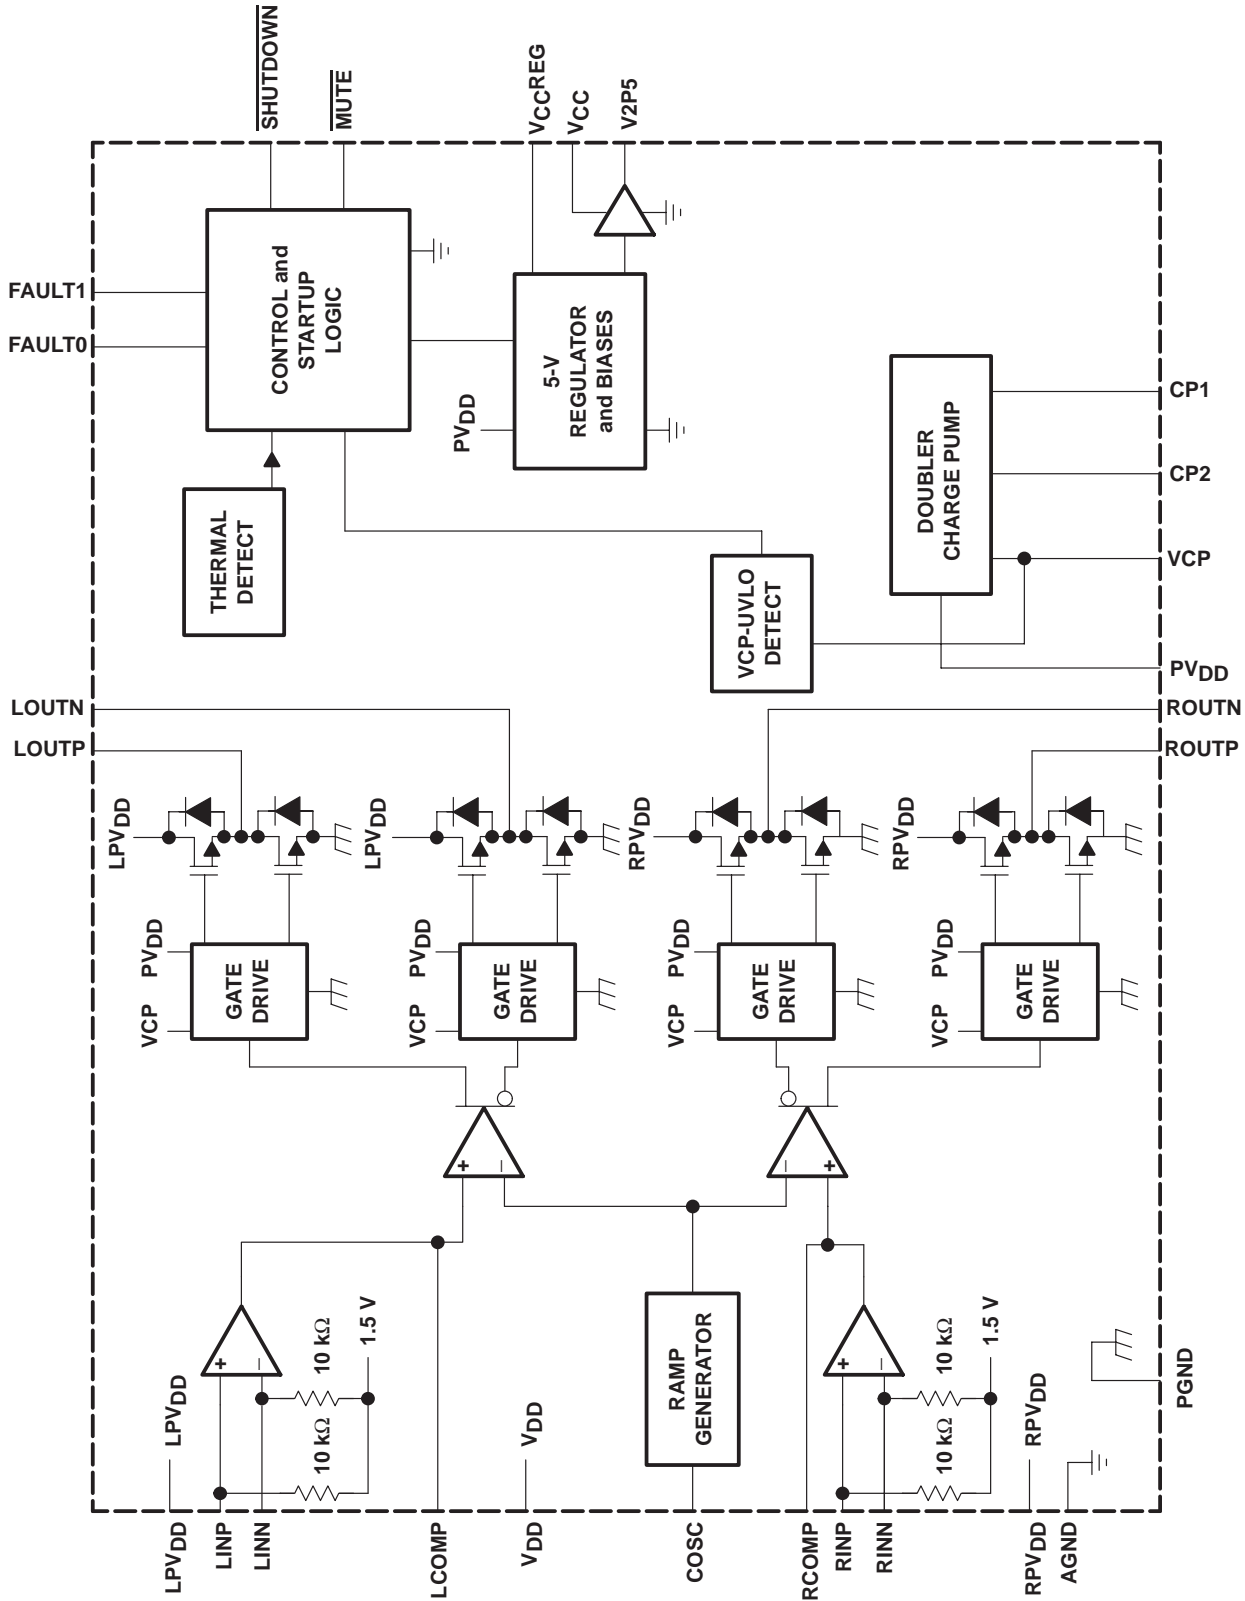 SHUTDOWN
MUTE
VCCREG
VCC
V2P5
FAULT1
FAULT0
CONTROL and
STARTUP
LOGIC
5-V
REGULATOR
and BIASES
PVDD
THERMAL
DETECT
VCP-UVLO
DETECT
DOUBLER
CHARGE PUMP
CP1
CP2
VCP
PVDD
LOUTN
LOUTP
ROUTN
ROUTP
LPVDD
LPVDD
RPVDD
RPVDD
PVDD
PVDD
PVDD
PVDD
GATE
DRIVE
GATE
DRIVE
GATE
DRIVE
GATE
DRIVE
VCP
VCP
VCP
VCP
+
–
–
+
+
–
+
–
10 kΩ
10 kΩ
1.5 V
RAMP
GENERATOR
10 kΩ
10 kΩ
1.5 V
LPVDD
VDD
RPVDD
PGND
LPVDD
LINP
LINN
LCOMP
VDD
COSC
RCOMP
RINP
RINN
RPVDD
AGND